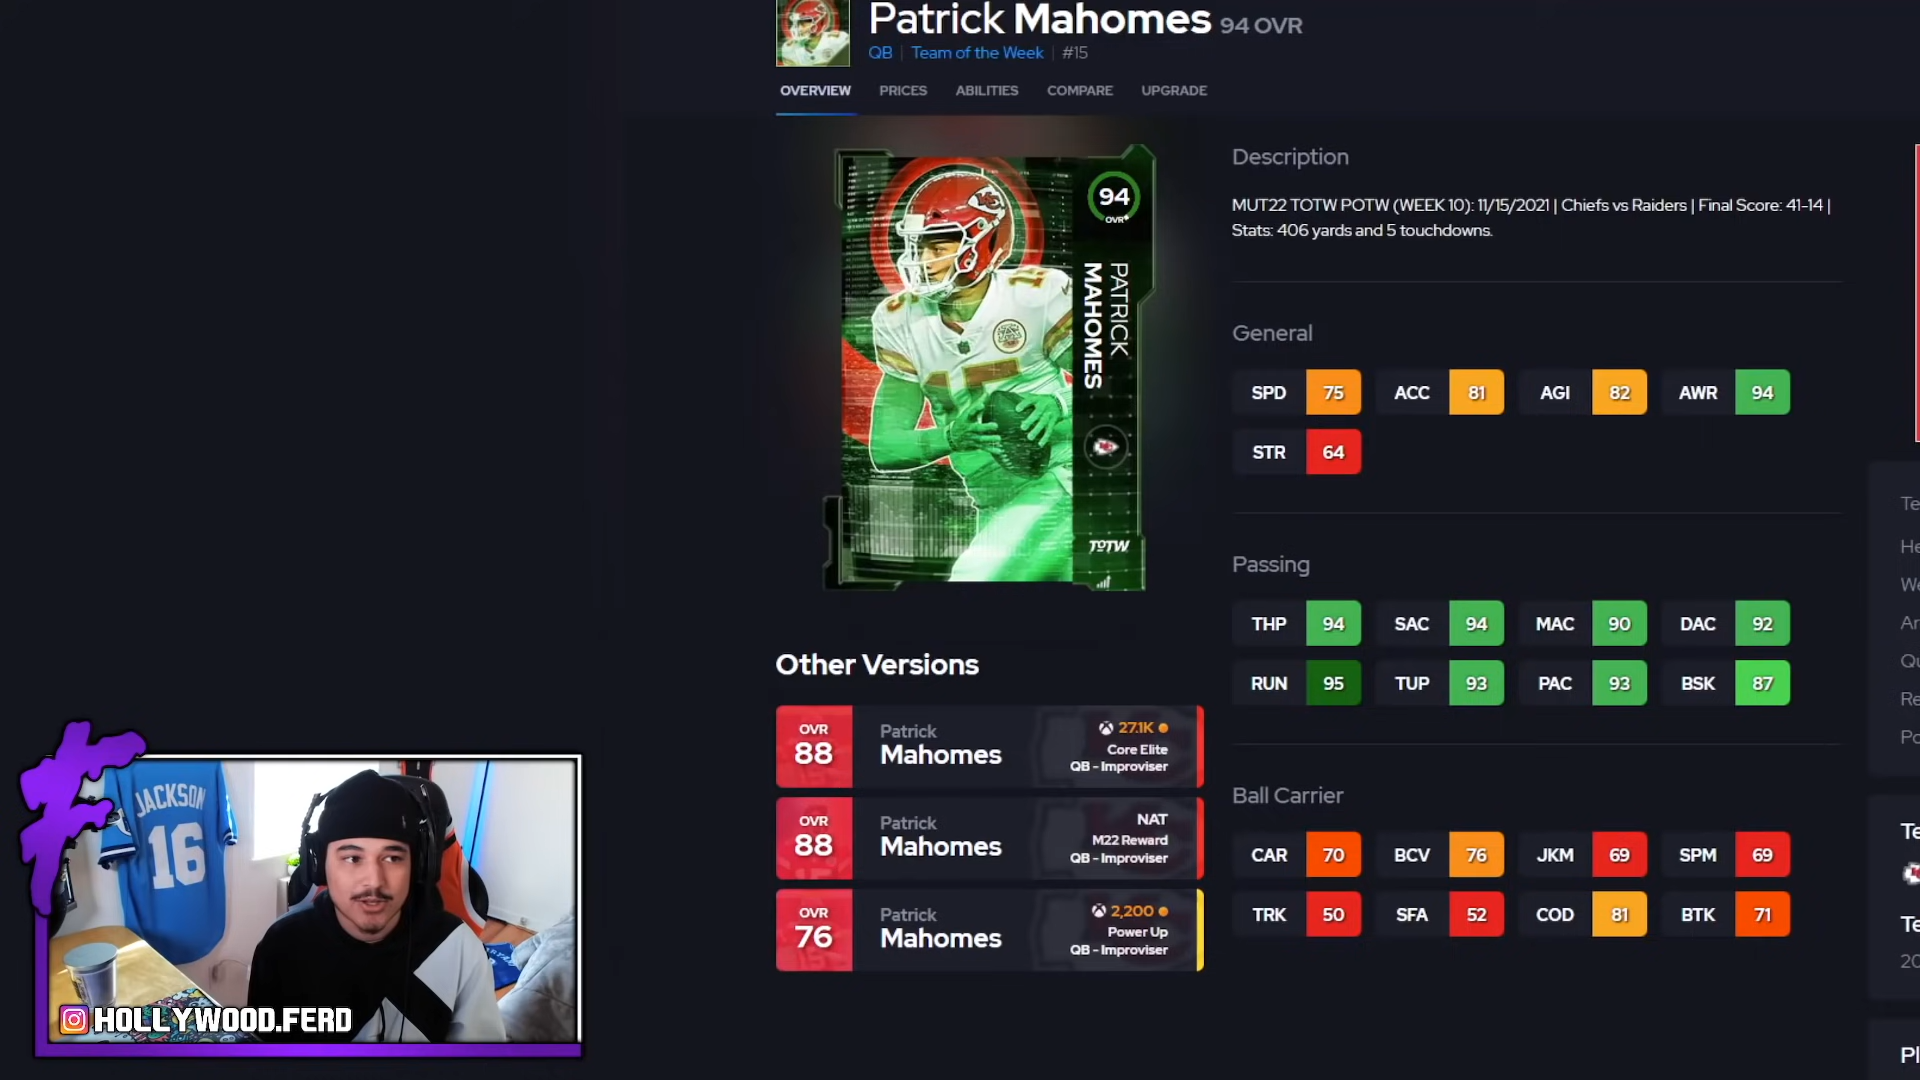 Patrick Mahomes 94 OVR
QB | Team of the Week | #15
OVERVIEW PRICES ABILITIES COMPARE UPGRADE
94
OVR
PATRICK
MAHOMES
TOTW
Description
MUT22 TOTW POTW (WEEK 10): 11/15/2021 | Chiefs vs Raiders | Final Score: 41-14 |
Stats: 406 yards and 5 touchdowns.
General
SPD 75 ACC 81 AGI 82 AWR 94
STR 64
Passing
THP 94 SAC 94 MAC 90 DAC 92
RUN 95 TUP 93 PAC 93 BSK 87
Ball Carrier
CAR 70 BCV 76 JKM 69 SPM 69
TRK 50 SFA 52 COD 81 BTK 71
Other Versions
OVR
88
Patrick
Mahomes
27.1K
Core Elite
QB - Improviser
OVR
88
Patrick
Mahomes
NAT
M22 Reward
QB - Improviser
OVR
76
Patrick
Mahomes
2,200
Power Up
QB - Improviser
JACKSON
16
@HOLLYWOOD.FERD